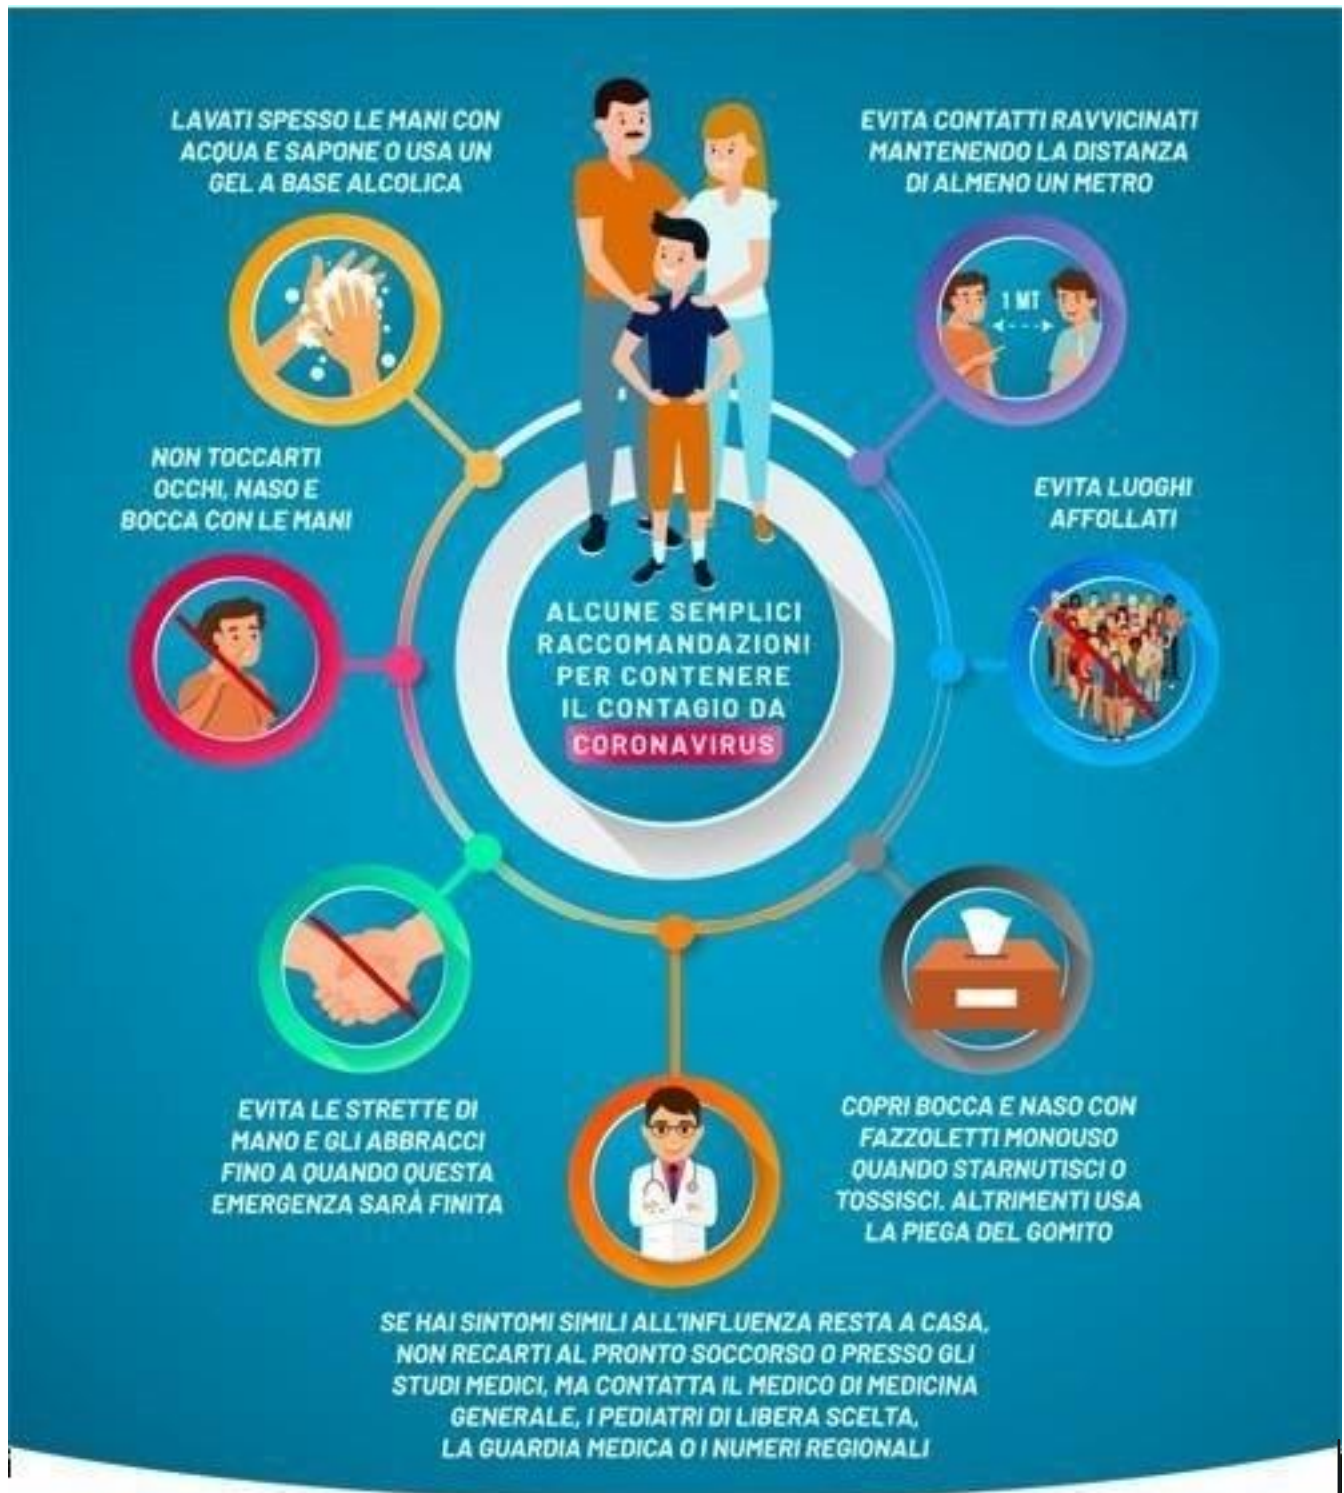 LAVATI SPESSO LE MANI CON
ACQUA E SAPONE O USA UN
GEL A BASE ALCOLICA
EVITA CONTATTI RAVVICINATI
MANTENENDO LA DISTANZA
DI ALMENO UN METRO
1 MT
NON TOCCARTI
OCCHI, NASO E
BOCCA CON LE MANI
EVITA LUOGHI
AFFOLLATI
ALCUNE SEMPLICI
RACCOMANDAZIONI
PER CONTENERE
IL CONTAGIO DA
CORONAVIRUS
EVITA LE STRETTE DI
MANO E GLI ABBRACCI
FINO A QUANDO QUESTA
EMERGENZA SARÀ FINITA
COPRI BOCCA E NASO CON
FAZZOLETTI MONOUSO
QUANDO STARNUTISCI O
TOSSISCI. ALTRIMENTI USA
LA PIEGA DEL GOMITO
SE HAI SINTOMI SIMILI ALL'INFLUENZA RESTA A CASA,
NON RECARTI AL PRONTO SOCCORSO O PRESSO GLI
STUDI MEDICI, MA CONTATTA IL MEDICO DI MEDICINA
GENERALE, I PEDIATRI DI LIBERA SCELTA,
LA GUARDIA MEDICA O I NUMERI REGIONALI